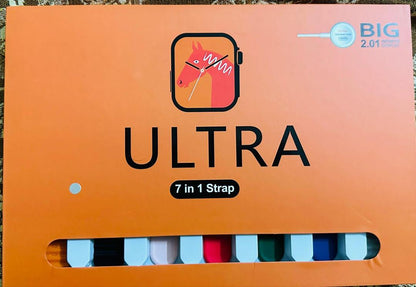 BIG
2.01
ULTRA
7 in 1 Strap